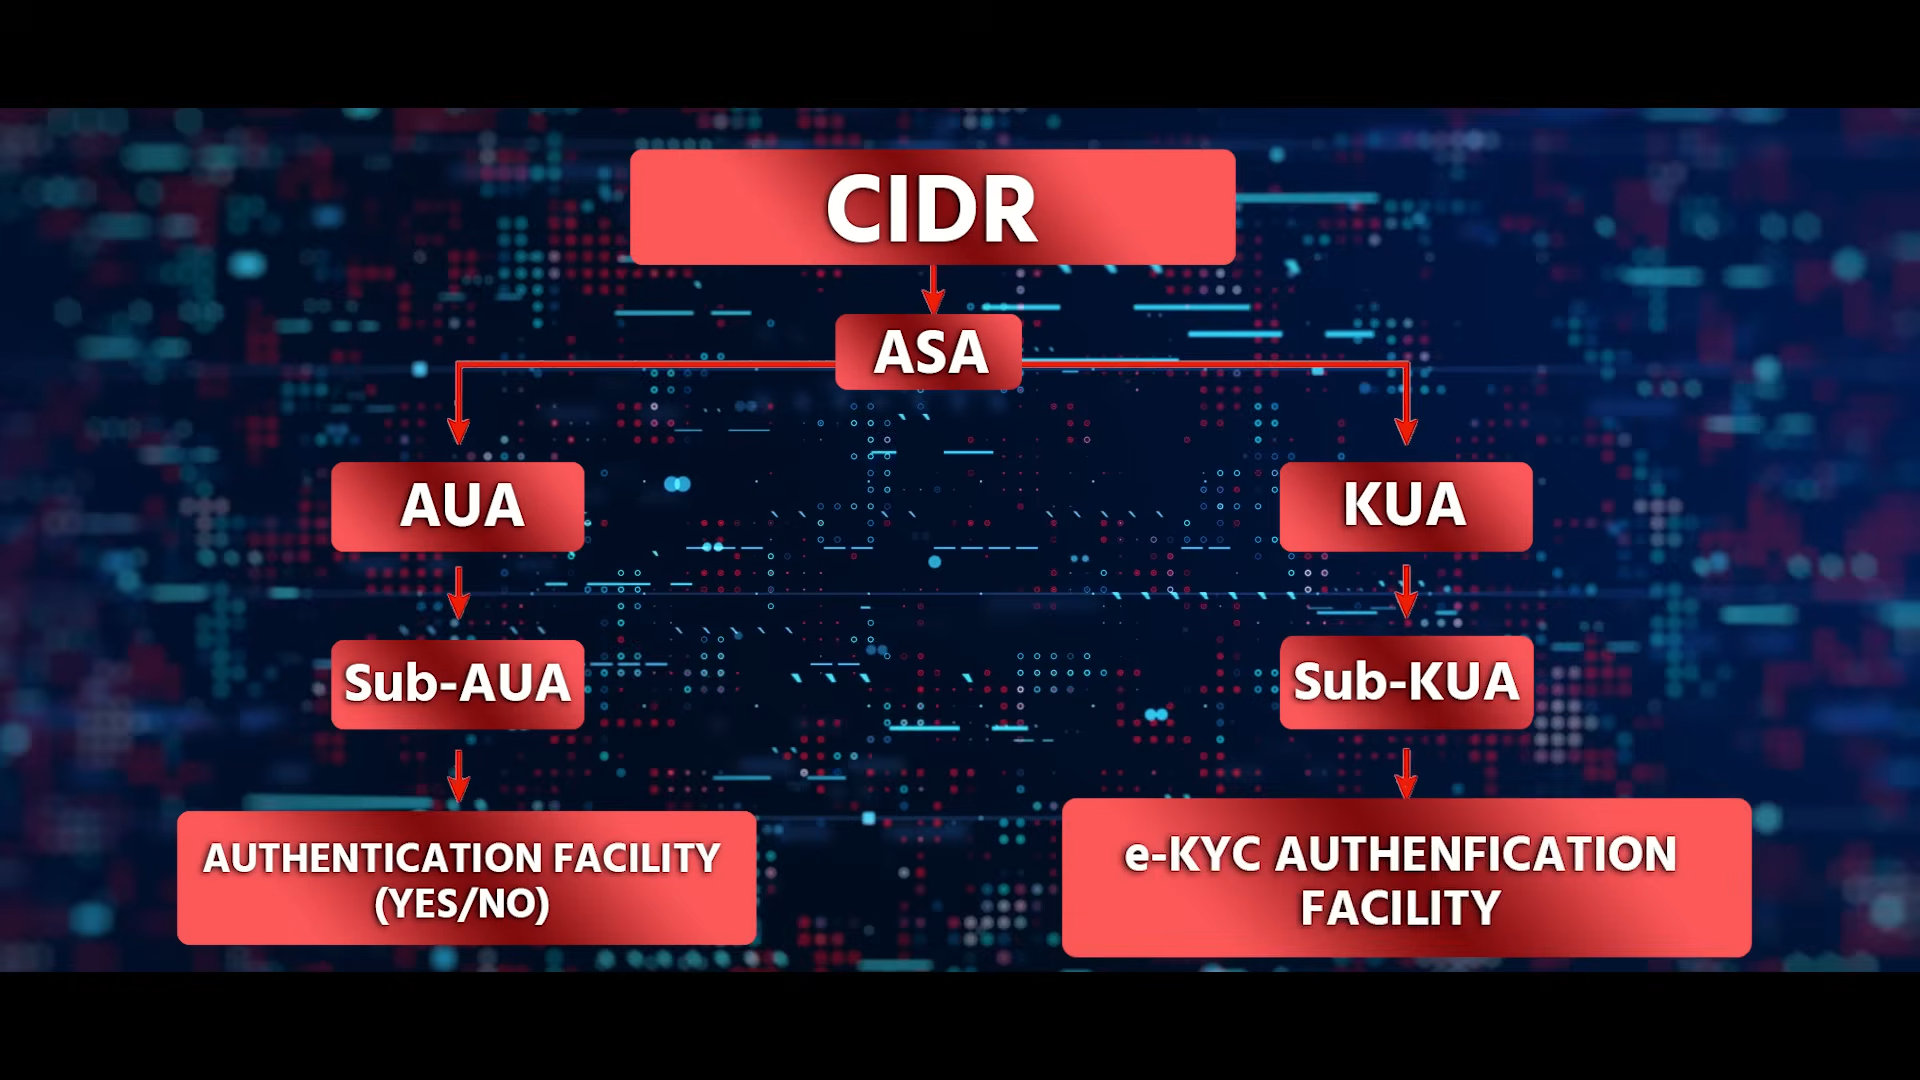 CIDR
ASA
AUA
KUA
Sub-AUA
Sub-KUA
AUTHENTICATION FACILITY
(YES/NO)
e-KYC AUTHENFICATION
FACILITY